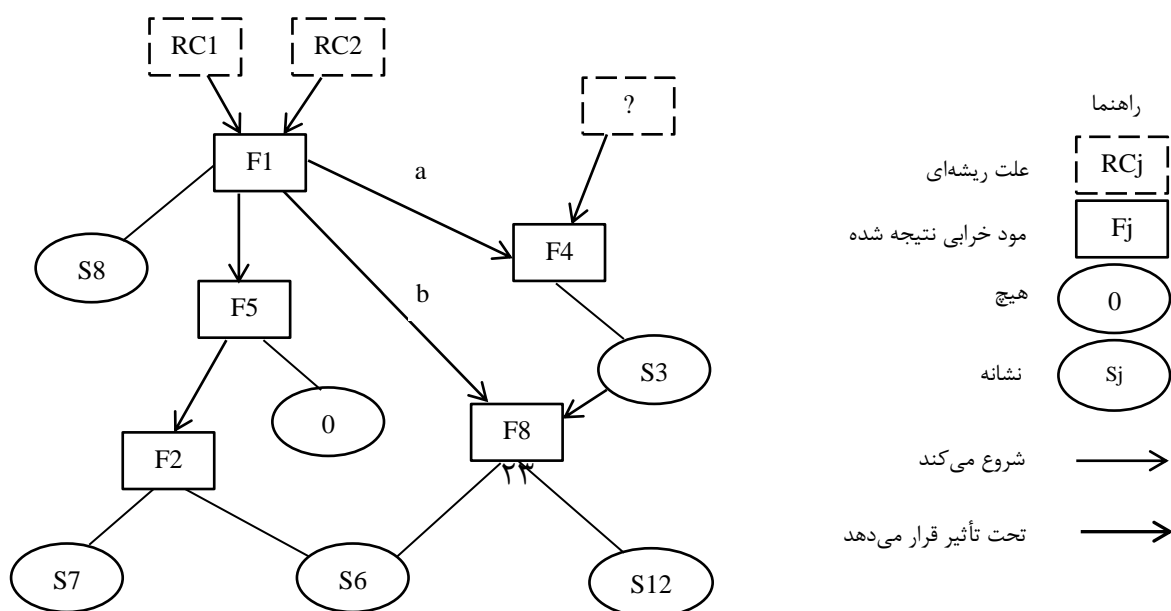 RC1
RC2
?
F1
a
F4
S8
F5
b
S3
0
F8
F2
۲۳
S7
S6
S12
راهنما
RCj
علت ریشه‌ای
Fj
مود خرابی نتیجه شده
0
هیچ
Sj
نشانه
شروع می‌کند
تحت تأثیر قرار می‌دهد